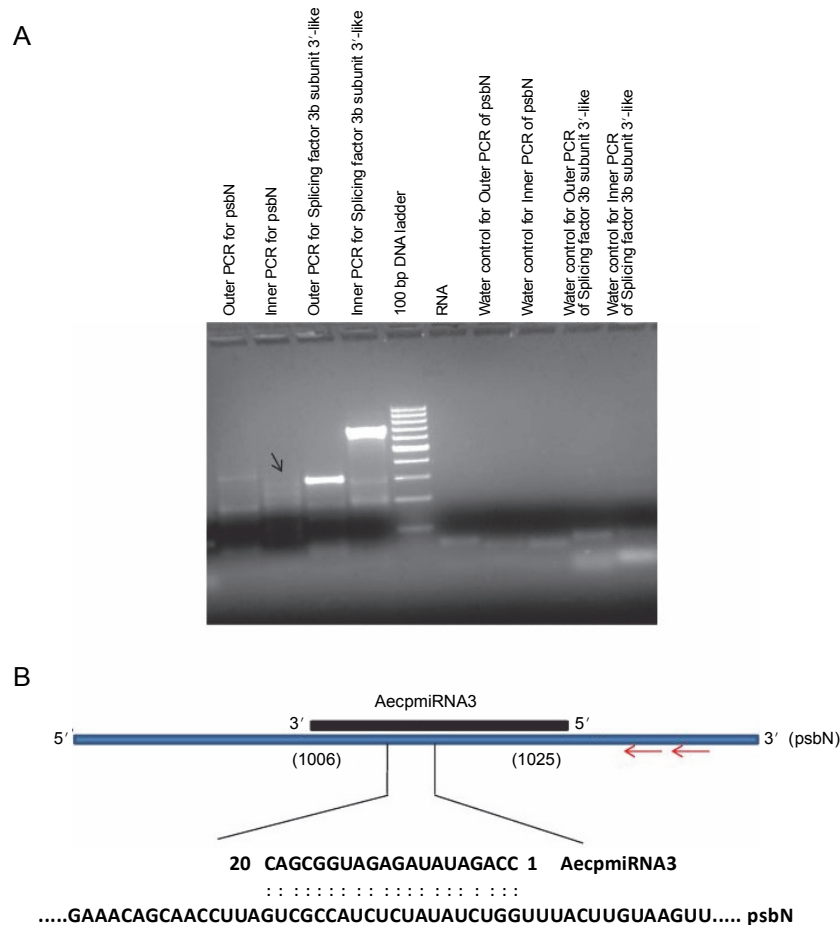 A
Outer PCR for psbN
Inner PCR for psbN
Outer PCR for Splicing factor 3b subunit 3′-like
Inner PCR for Splicing factor 3b subunit 3′-like
100 bp DNA ladder
RNA
Water control for Outer PCR of psbN
Water control for Inner PCR of psbN
Water control for Outer PCR
of Splicing factor 3b subunit 3′-like
Water control for Inner PCR
of Splicing factor 3b subunit 3′-like
B
AecpmiRNA3
3′ 5′
5′ 3′ (psbN)
(1006) (1025)
20 CAGCGGUAGAGAUAUAGACC 1 AecpmiRNA3
: : : : : : : : : : : : : : : : : : :
.....GAAACAGCAACCUUAGUCGCCAUCUCUAUAUCUGGUUUACUUGUAAGUU..... psbN